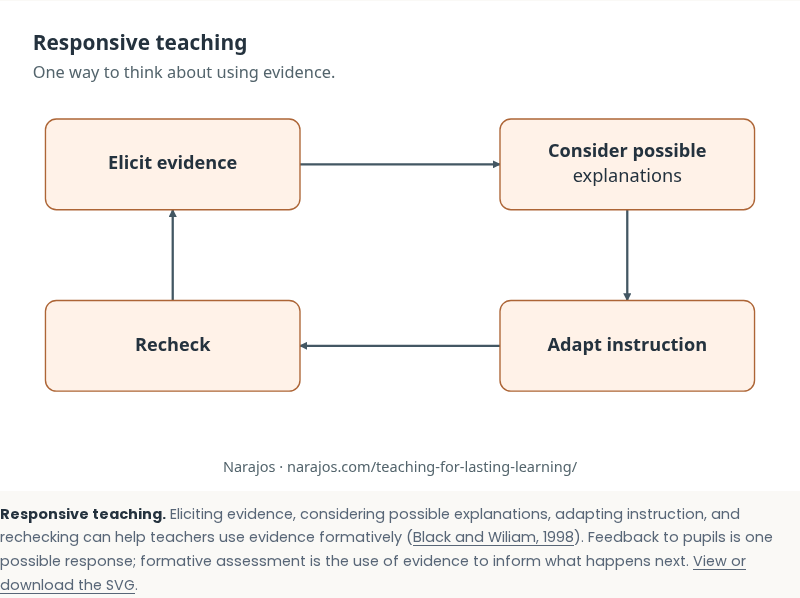 Responsive teaching
One way to think about using evidence.
Elicit evidence
Consider possible
explanations
Recheck
Adapt instruction
Narajos · narajos.com/teaching-for-lasting-learning/
Responsive teaching. Eliciting evidence, considering possible explanations, adapting instruction, and
rechecking can help teachers use evidence formatively (Black and Wiliam, 1998). Feedback to pupils is one
possible response; formative assessment is the use of evidence to inform what happens next. View or
download the SVG.